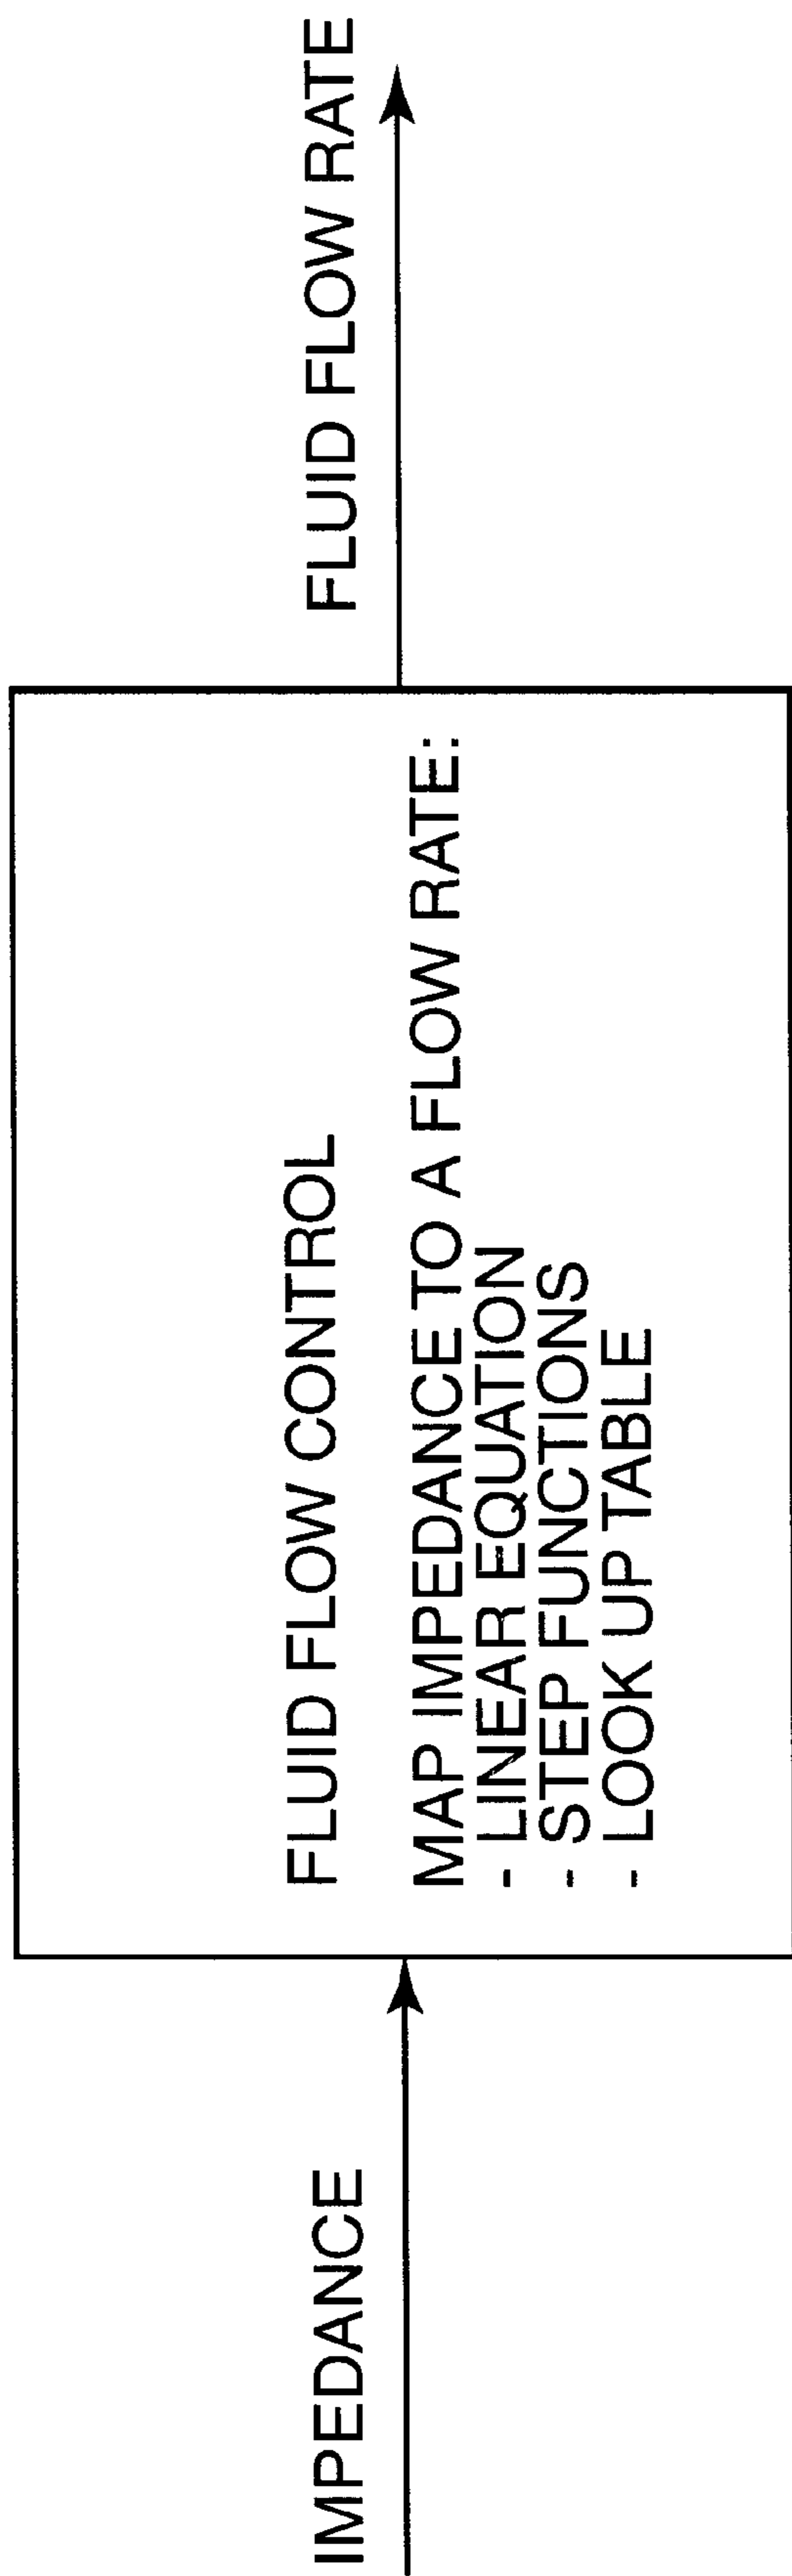 IMPEDANCE
FLUID FLOW CONTROL
MAP IMPEDANCE TO A FLOW RATE:
- LINEAR EQUATION
- STEP FUNCTIONS
- LOOK UP TABLE
FLUID FLOW RATE